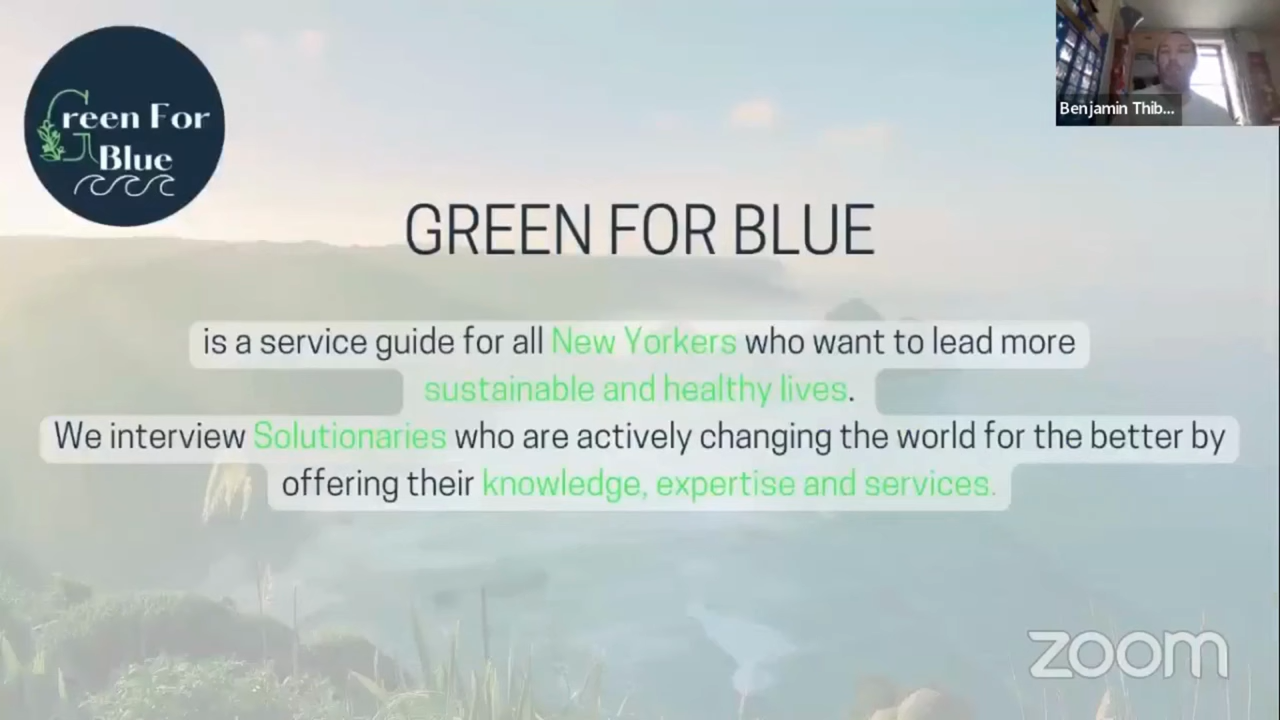 Green For
Blue
Benjamin Thib...
GREEN FOR BLUE
is a service guide for all New Yorkers who want to lead more
sustainable and healthy lives.
We interview Solutionaries who are actively changing the world for the better by
offering their knowledge, expertise and services.
zoom